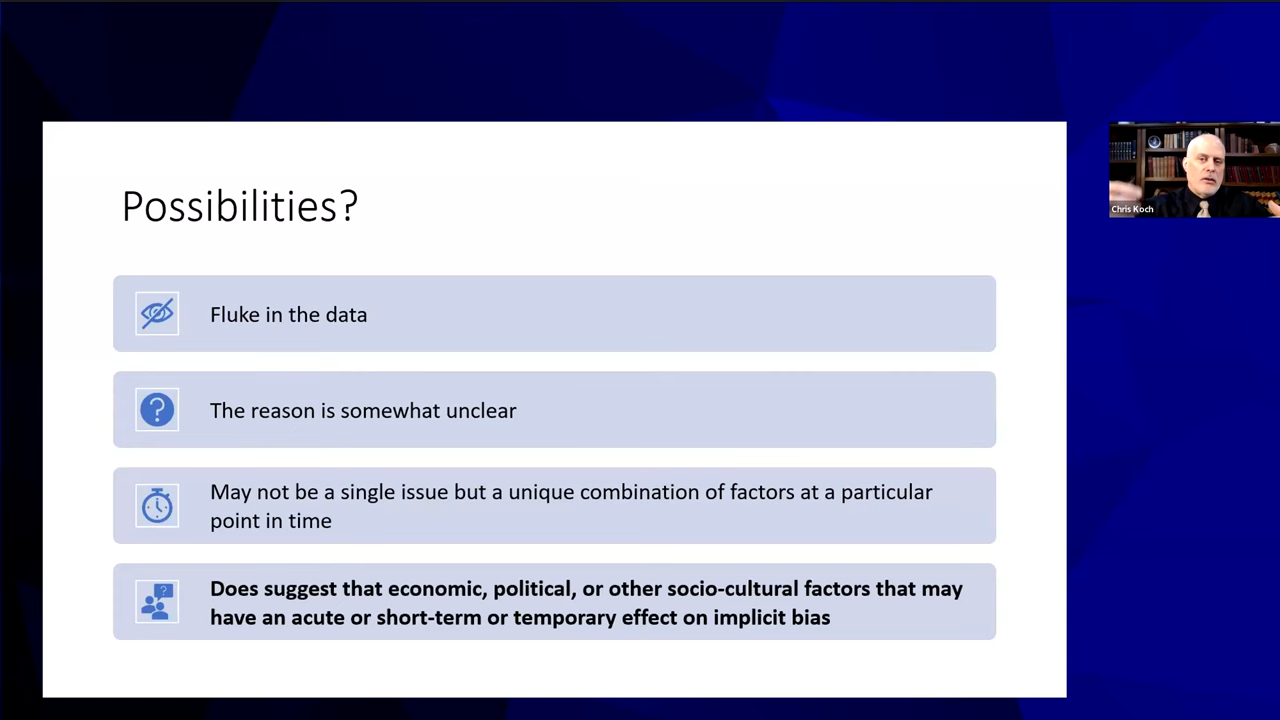 Possibilities?
Fluke in the data
The reason is somewhat unclear
May not be a single issue but a unique combination of factors at a particular
point in time
Does suggest that economic, political, or other socio-cultural factors that may
have an acute or short-term or temporary effect on implicit bias
Chris Koch